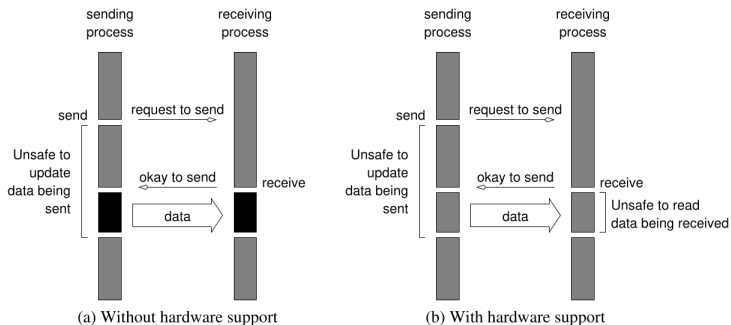 sending
process
receiving
process
send
request to send
Unsafe to
update
data being
sent
okay to send
receive
data
(a) Without hardware support
sending
process
receiving
process
send
request to send
Unsafe to
update
data being
sent
okay to send
receive
data
Unsafe to read
data being received
(b) With hardware support